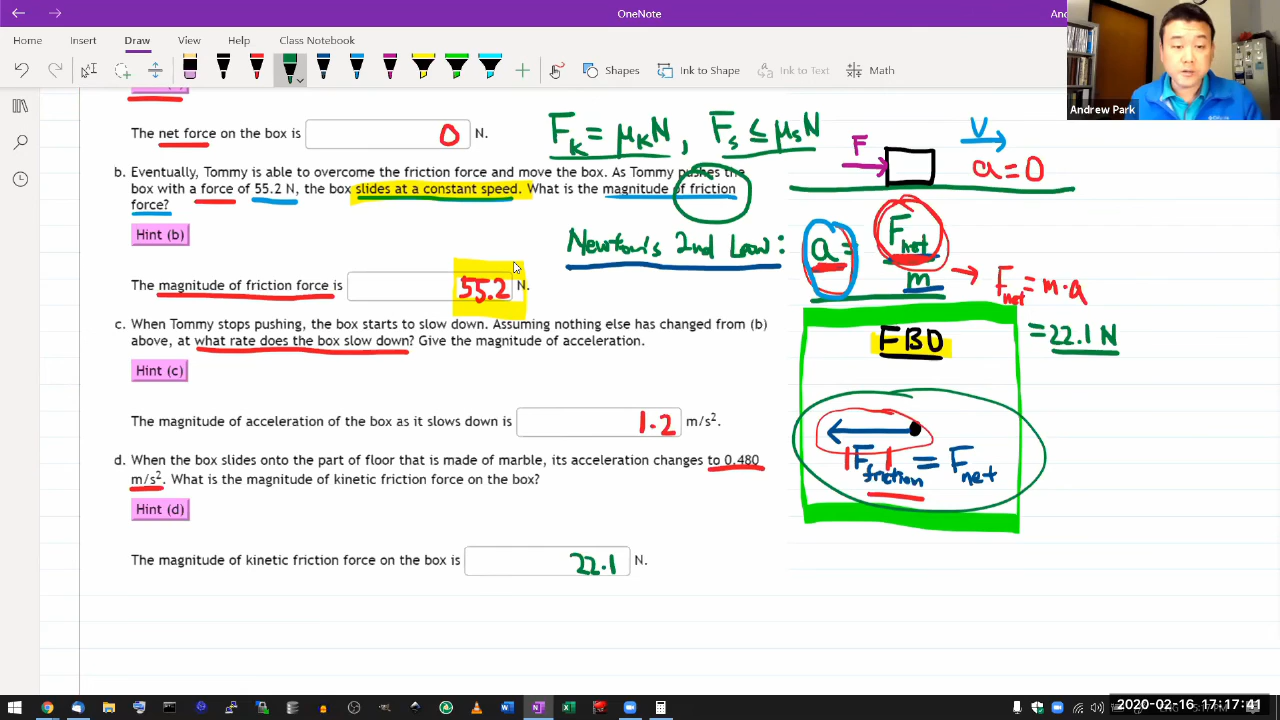 OneNote
Home Insert Draw View Help Class Notebook
Shapes Ink to Shape Ink to Text Math
Andrew Park
The net force on the box is 0 N.
F_K = μ_K N , F_s ≤ μ_s N
b. Eventually, Tommy is able to overcome the friction force and move the box. As Tommy pushes the
box with a force of 55.2 N, the box slides at a constant speed. What is the magnitude of friction
force?
Hint (b)
The magnitude of friction force is 55.2 N.
c. When Tommy stops pushing, the box starts to slow down. Assuming nothing else has changed from (b)
above, at what rate does the box slow down? Give the magnitude of acceleration.
Hint (c)
The magnitude of acceleration of the box as it slows down is 1.2 m/s².
d. When the box slides onto the part of floor that is made of marble, its acceleration changes to 0.480
m/s². What is the magnitude of kinetic friction force on the box?
Hint (d)
The magnitude of kinetic friction force on the box is 22.1 N.
F
V
a = 0
Newton's 2nd Law: a = F_net / m
→ F_net = m·a
= 22.1 N
FBD
F_friction = F_net
2020-02-16 17:17:41